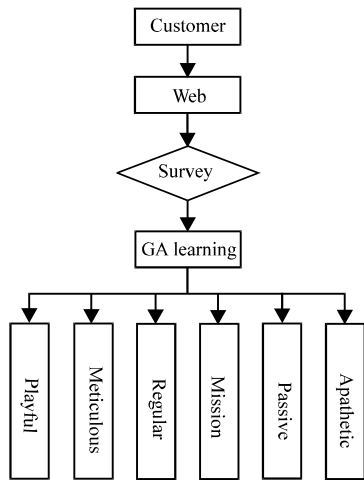 Customer
Web
Survey
GA learning
Playful
Meticulous
Regular
Mission
Passive
Apathetic